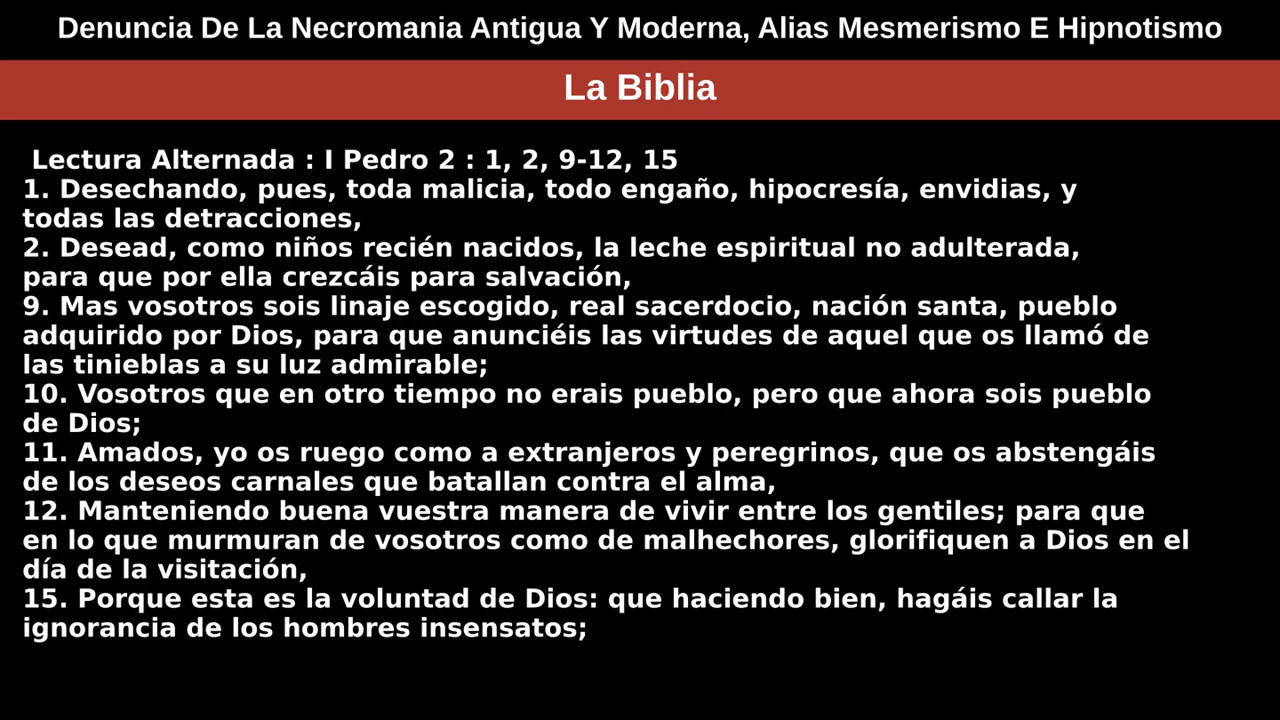 Denuncia De La Necromania Antigua Y Moderna, Alias Mesmerismo E Hipnotismo
La Biblia
Lectura Alternada : I Pedro 2 : 1, 2, 9-12, 15
1. Desechando, pues, toda malicia, todo engaño, hipocresía, envidias, y
todas las detracciones,
2. Desead, como niños recién nacidos, la leche espiritual no adulterada,
para que por ella crezcáis para salvación,
9. Mas vosotros sois linaje escogido, real sacerdocio, nación santa, pueblo
adquirido por Dios, para que anunciéis las virtudes de aquel que os llamó de
las tinieblas a su luz admirable;
10. Vosotros que en otro tiempo no erais pueblo, pero que ahora sois pueblo
de Dios;
11. Amados, yo os ruego como a extranjeros y peregrinos, que os abstengáis
de los deseos carnales que batallan contra el alma,
12. Manteniendo buena vuestra manera de vivir entre los gentiles; para que
en lo que murmuran de vosotros como de malhechores, glorifiquen a Dios en el
día de la visitación,
15. Porque esta es la voluntad de Dios: que haciendo bien, hagáis callar la
ignorancia de los hombres insensatos;